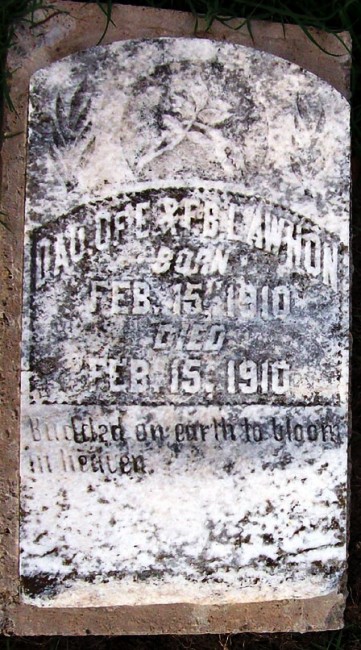 DAU. OF E. & P.B. LAWHON
BORN
FEB. 15, 1910
DIED
FEB. 15, 1910
Budded on earth to bloom
in heaven